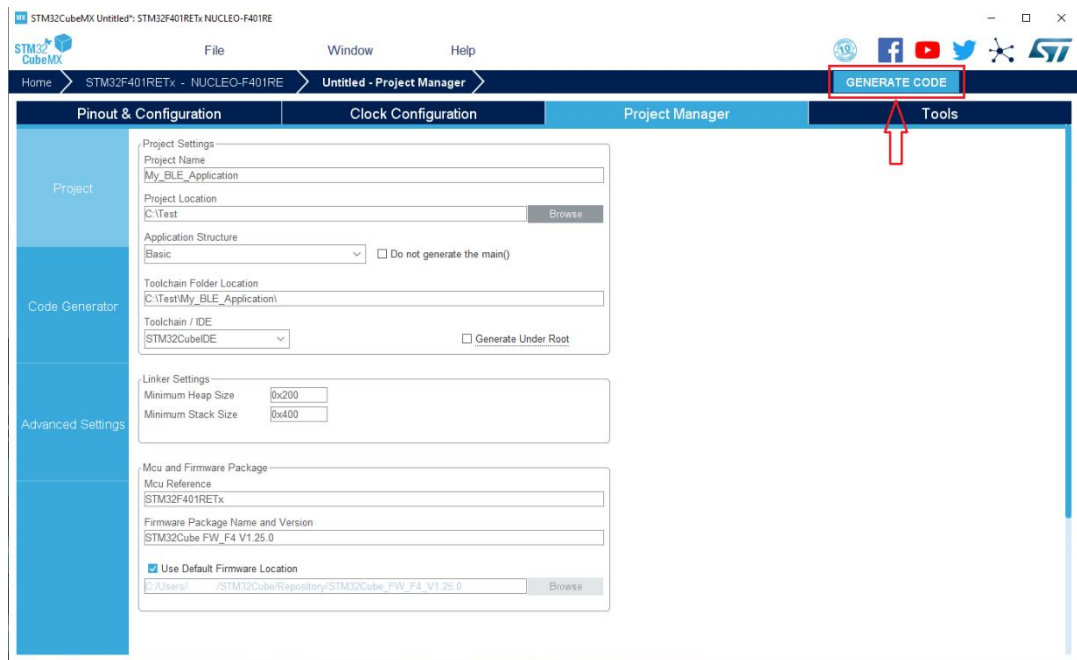 MX STM32CubeMX Untitled*: STM32F401RETx NUCLEO-F401RE
STM32 CubeMX
File Window Help
10
ST
Home STM32F401RETx - NUCLEO-F401RE Untitled - Project Manager GENERATE CODE
Pinout & Configuration Clock Configuration Project Manager Tools
Project
Code Generator
Advanced Settings
Project Settings
Project Name
My_BLE_Application
Project Location
C:\Test Browse
Application Structure
Basic Do not generate the main()
Toolchain Folder Location
C:\Test\My_BLE_Application\
Toolchain / IDE
STM32CubeIDE Generate Under Root
Linker Settings
Minimum Heap Size 0x200
Minimum Stack Size 0x400
Mcu and Firmware Package
Mcu Reference
STM32F401RETx
Firmware Package Name and Version
STM32Cube FW_F4 V1.25.0
Use Default Firmware Location
C:/Users/ /STM32Cube/Repository/STM32Cube_FW_F4_V1.25.0 Browse